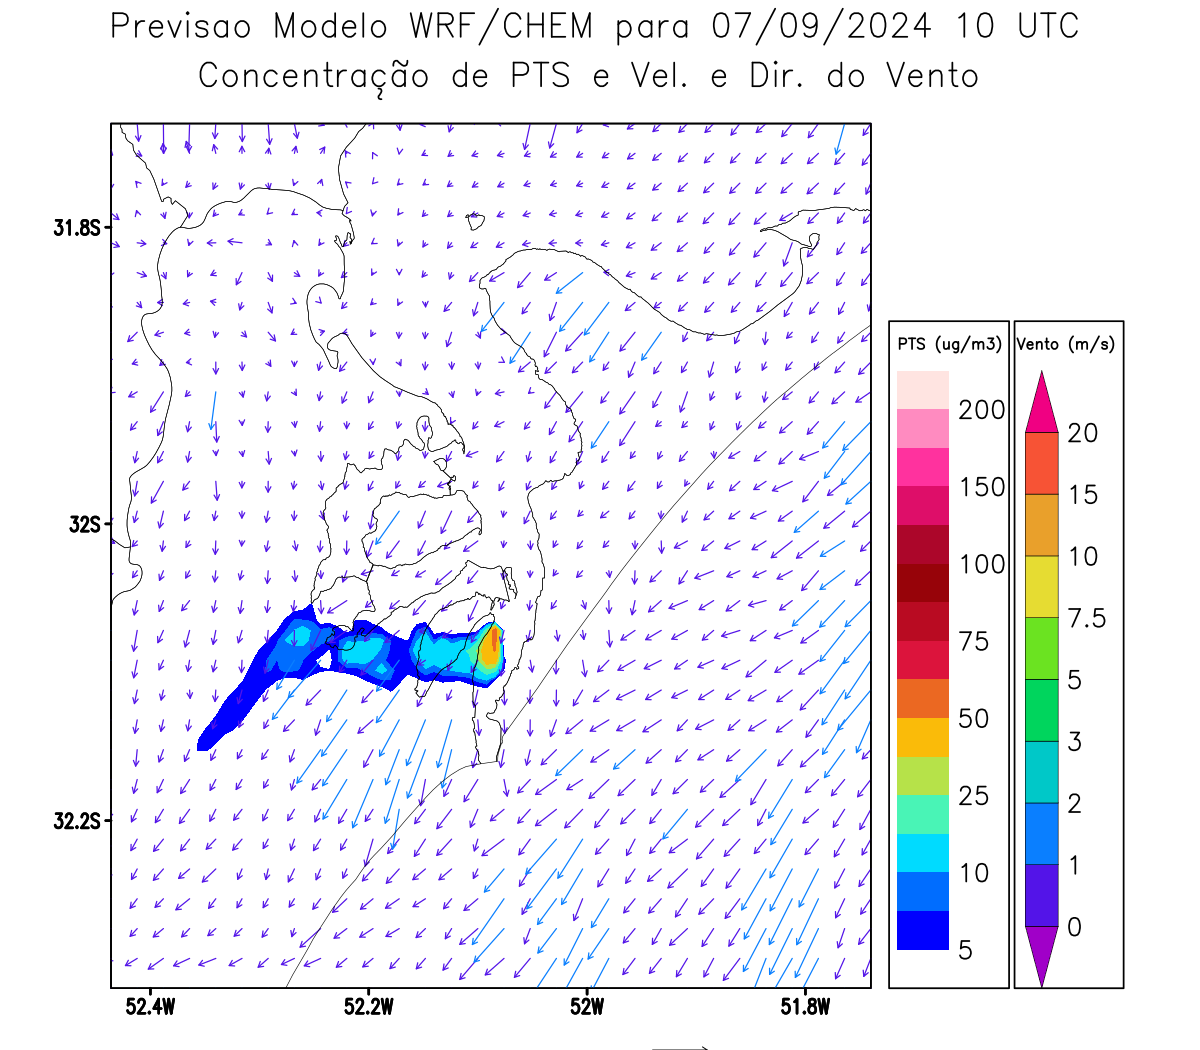 Previsao Modelo WRF/CHEM para 07/09/2024 10 UTC
Concentração de PTS e Vel. e Dir. do Vento
31.8S
32S
32.2S
52.4W
52.2W
52W
51.8W
PTS (ug/m3)
200
150
100
75
50
25
10
5
Vento (m/s)
20
15
10
7.5
5
3
2
1
0